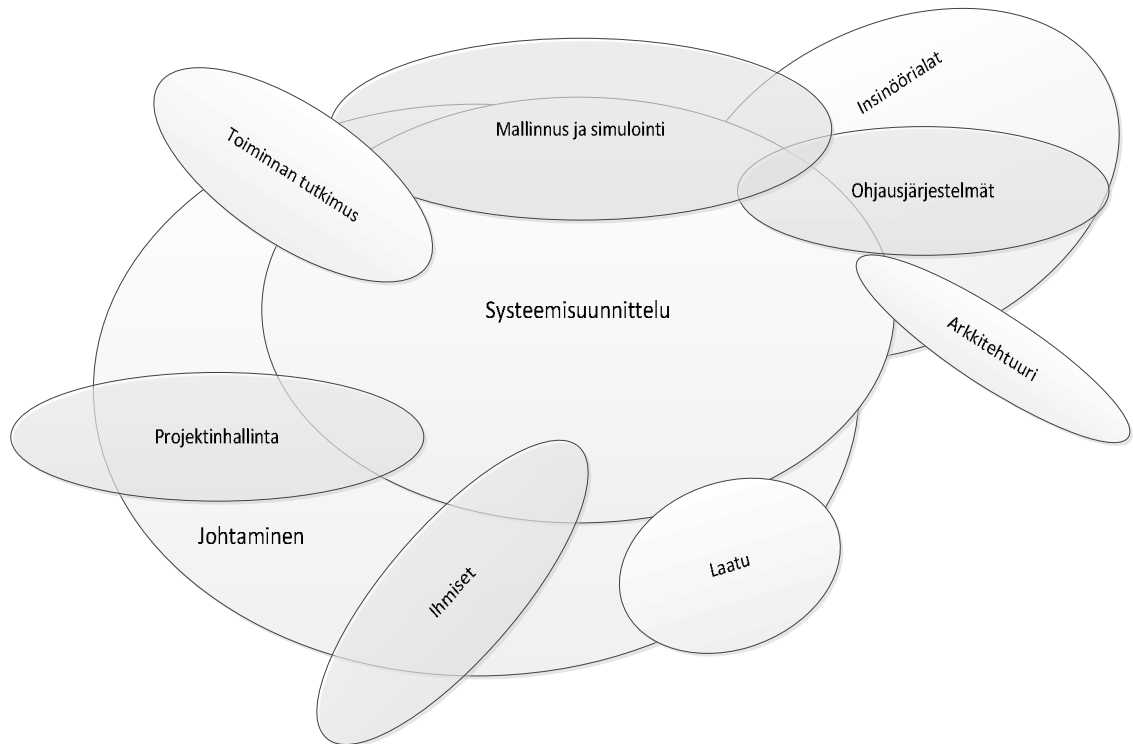 Insinöörialat
Mallinnus ja simulointi
Toiminnan tutkimus
Ohjausjärjestelmät
Systeemisuunnittelu
Arkkitehtuuri
Projektinhallinta
Johtaminen
Laatu
Ihmiset